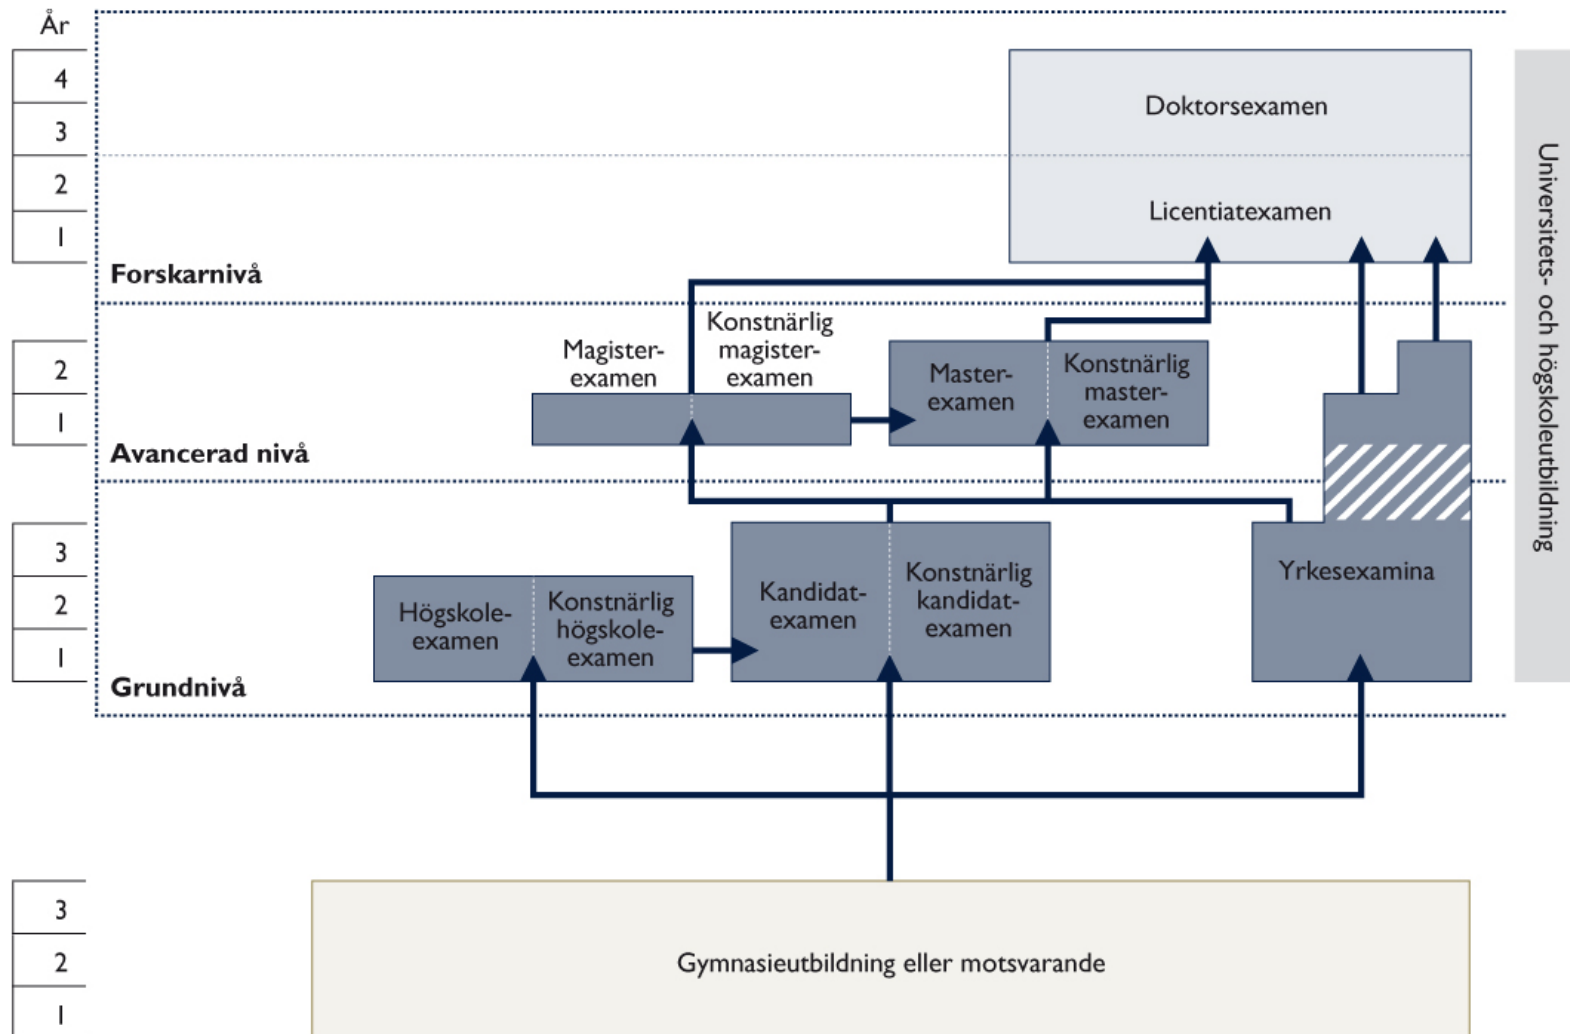 År
4
3
2
1
Doktorsexamen
Licentiatexamen
Forskarnivå
2
1
Magister-
examen
Konstnärlig
magister-
examen
Master-
examen
Konstnärlig
master-
examen
Avancerad nivå
3
2
1
Högskole-
examen
Konstnärlig
högskole-
examen
Kandidat-
examen
Konstnärlig
kandidat-
examen
Yrkesexamina
Grundnivå
Universitets- och högskoleutbildning
3
2
1
Gymnasieutbildning eller motsvarande